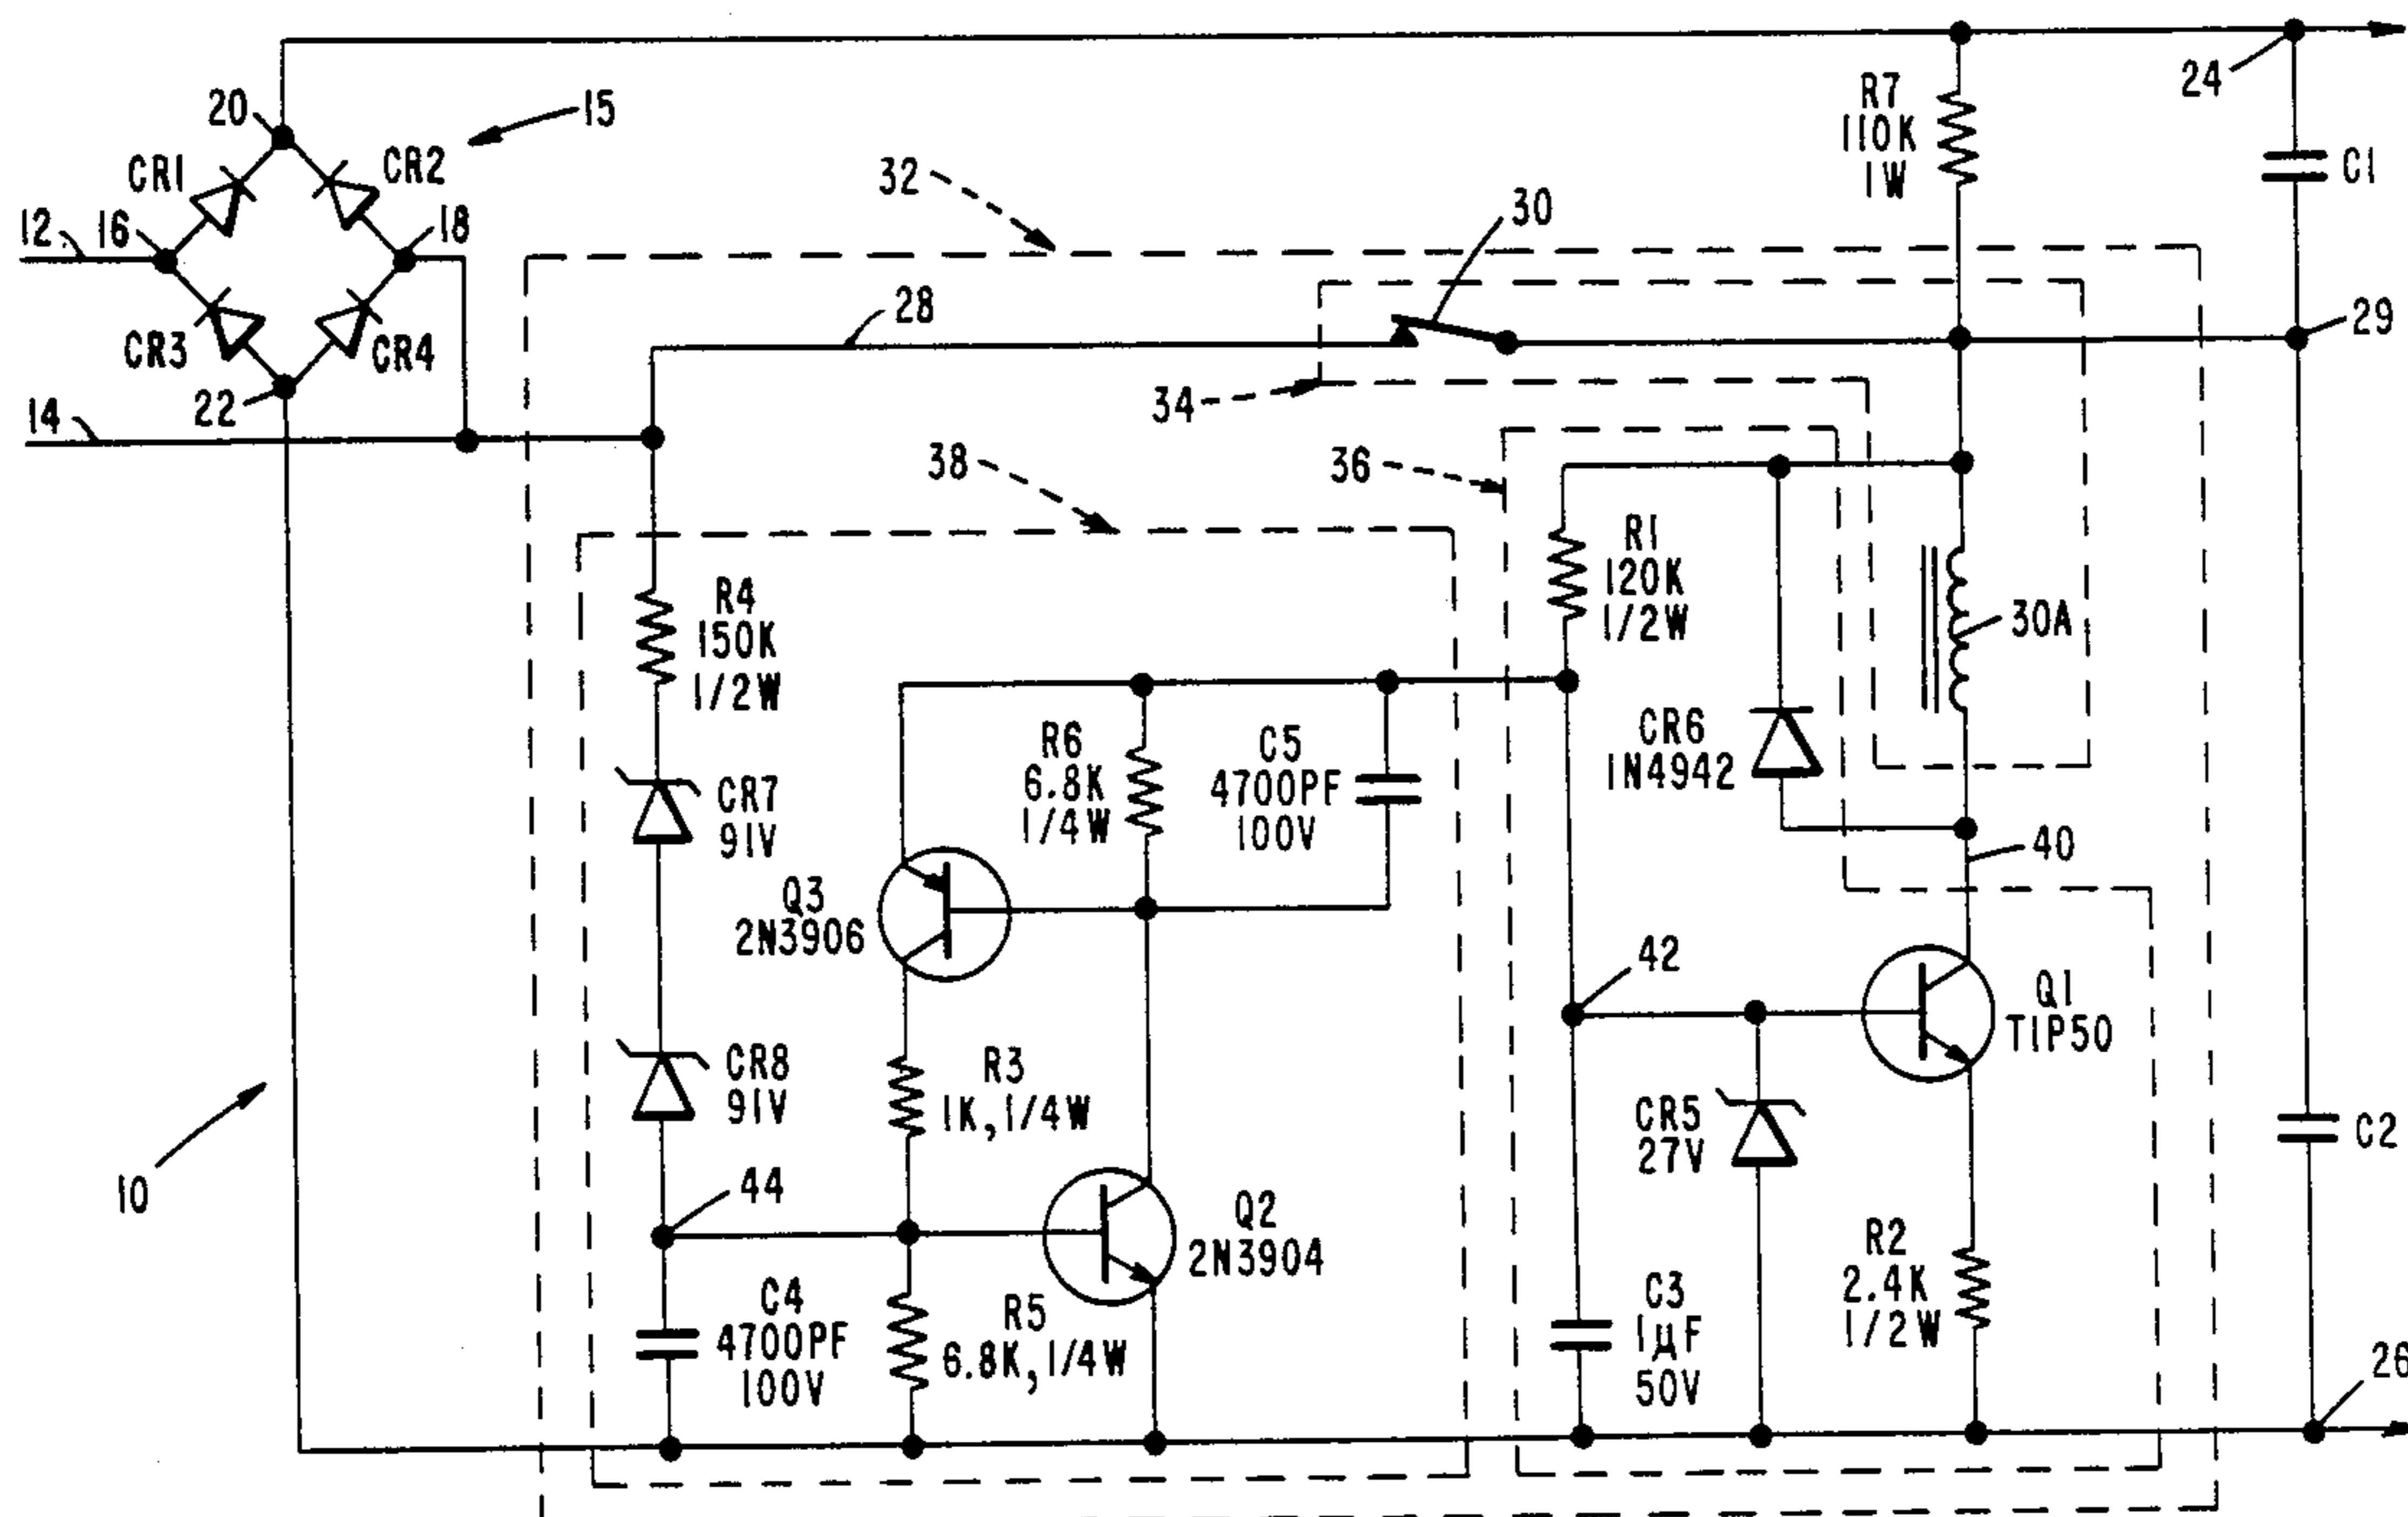 24
20
15
R7
110K
1W
CR1
CR2
C1
32
30
12
16
18
28
29
CR3
CR4
22
34
14
38
36
R1
120K
1/2W
R4
150K
1/2W
30A
CR7
91V
R6
6.8K
1/4W
C5
4700PF
100V
CR6
1N4942
40
Q3
2N3906
42
Q1
TIP50
CR8
91V
R3
1K, 1/4W
CR5
27V
C2
10
44
Q2
2N3904
R2
2.4K
1/2W
C4
4700PF
100V
R5
6.8K, 1/4W
C3
1µF
50V
26